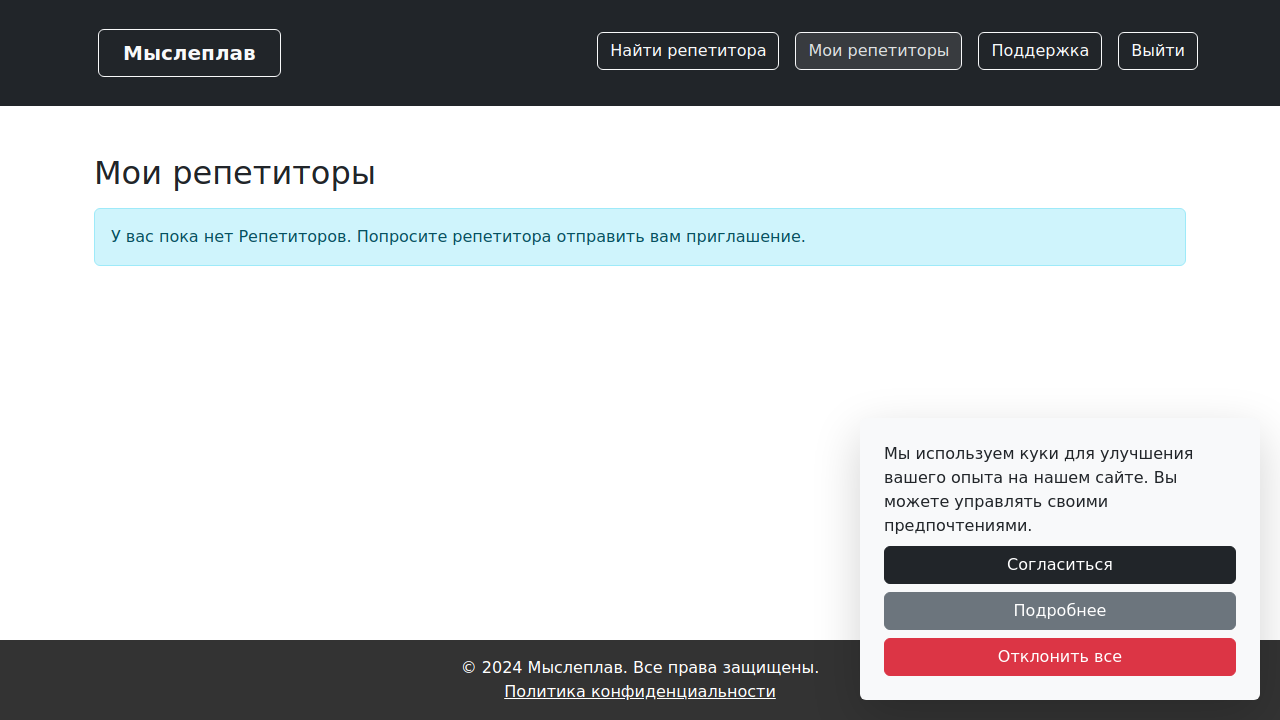 Мыслеплав
Найти репетитора
Мои репетиторы
Поддержка
Выйти
Мои репетиторы
У вас пока нет Репетиторов. Попросите репетитора отправить вам приглашение.
Мы используем куки для улучшения
вашего опыта на нашем сайте. Вы
можете управлять своими
предпочтениями.
Согласиться
Подробнее
Отклонить все
© 2024 Мыслеплав. Все права защищены.
Политика конфиденциальности